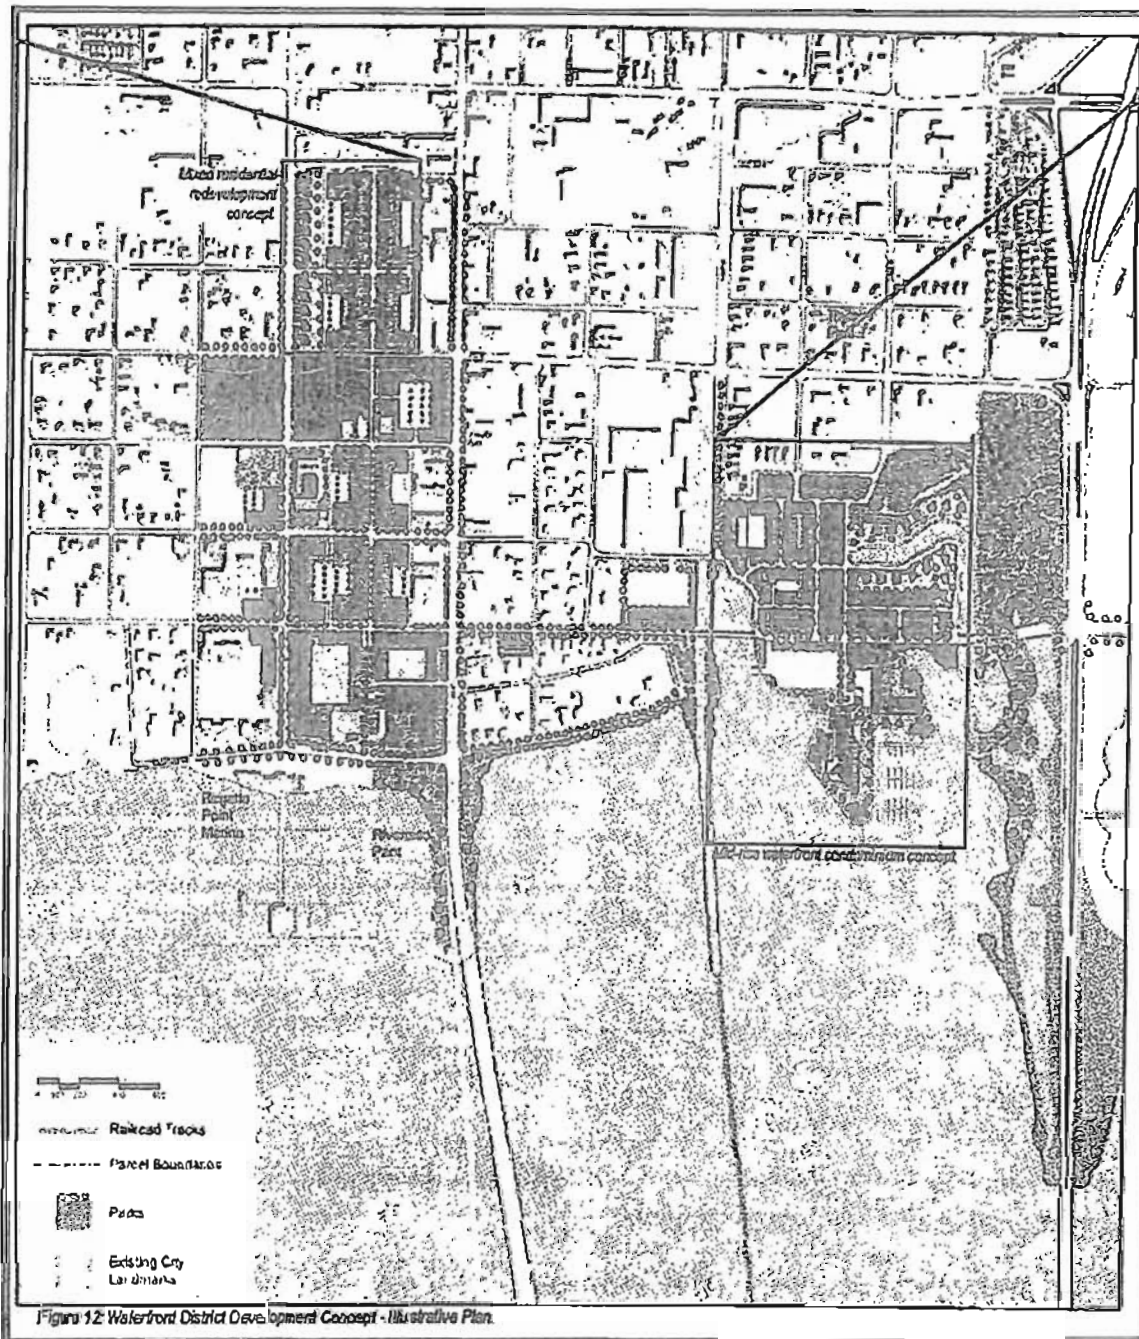 Mixed residential
redevelopment
concept
Regatta
Point
Marina
Riverside
Park
Mid-rise waterfront condominium concept
Railroad Tracks
Parcel Boundaries
Parks
Existing City
Landmarks
Figure 12: Waterfront District Development Concept - Illustrative Plan.